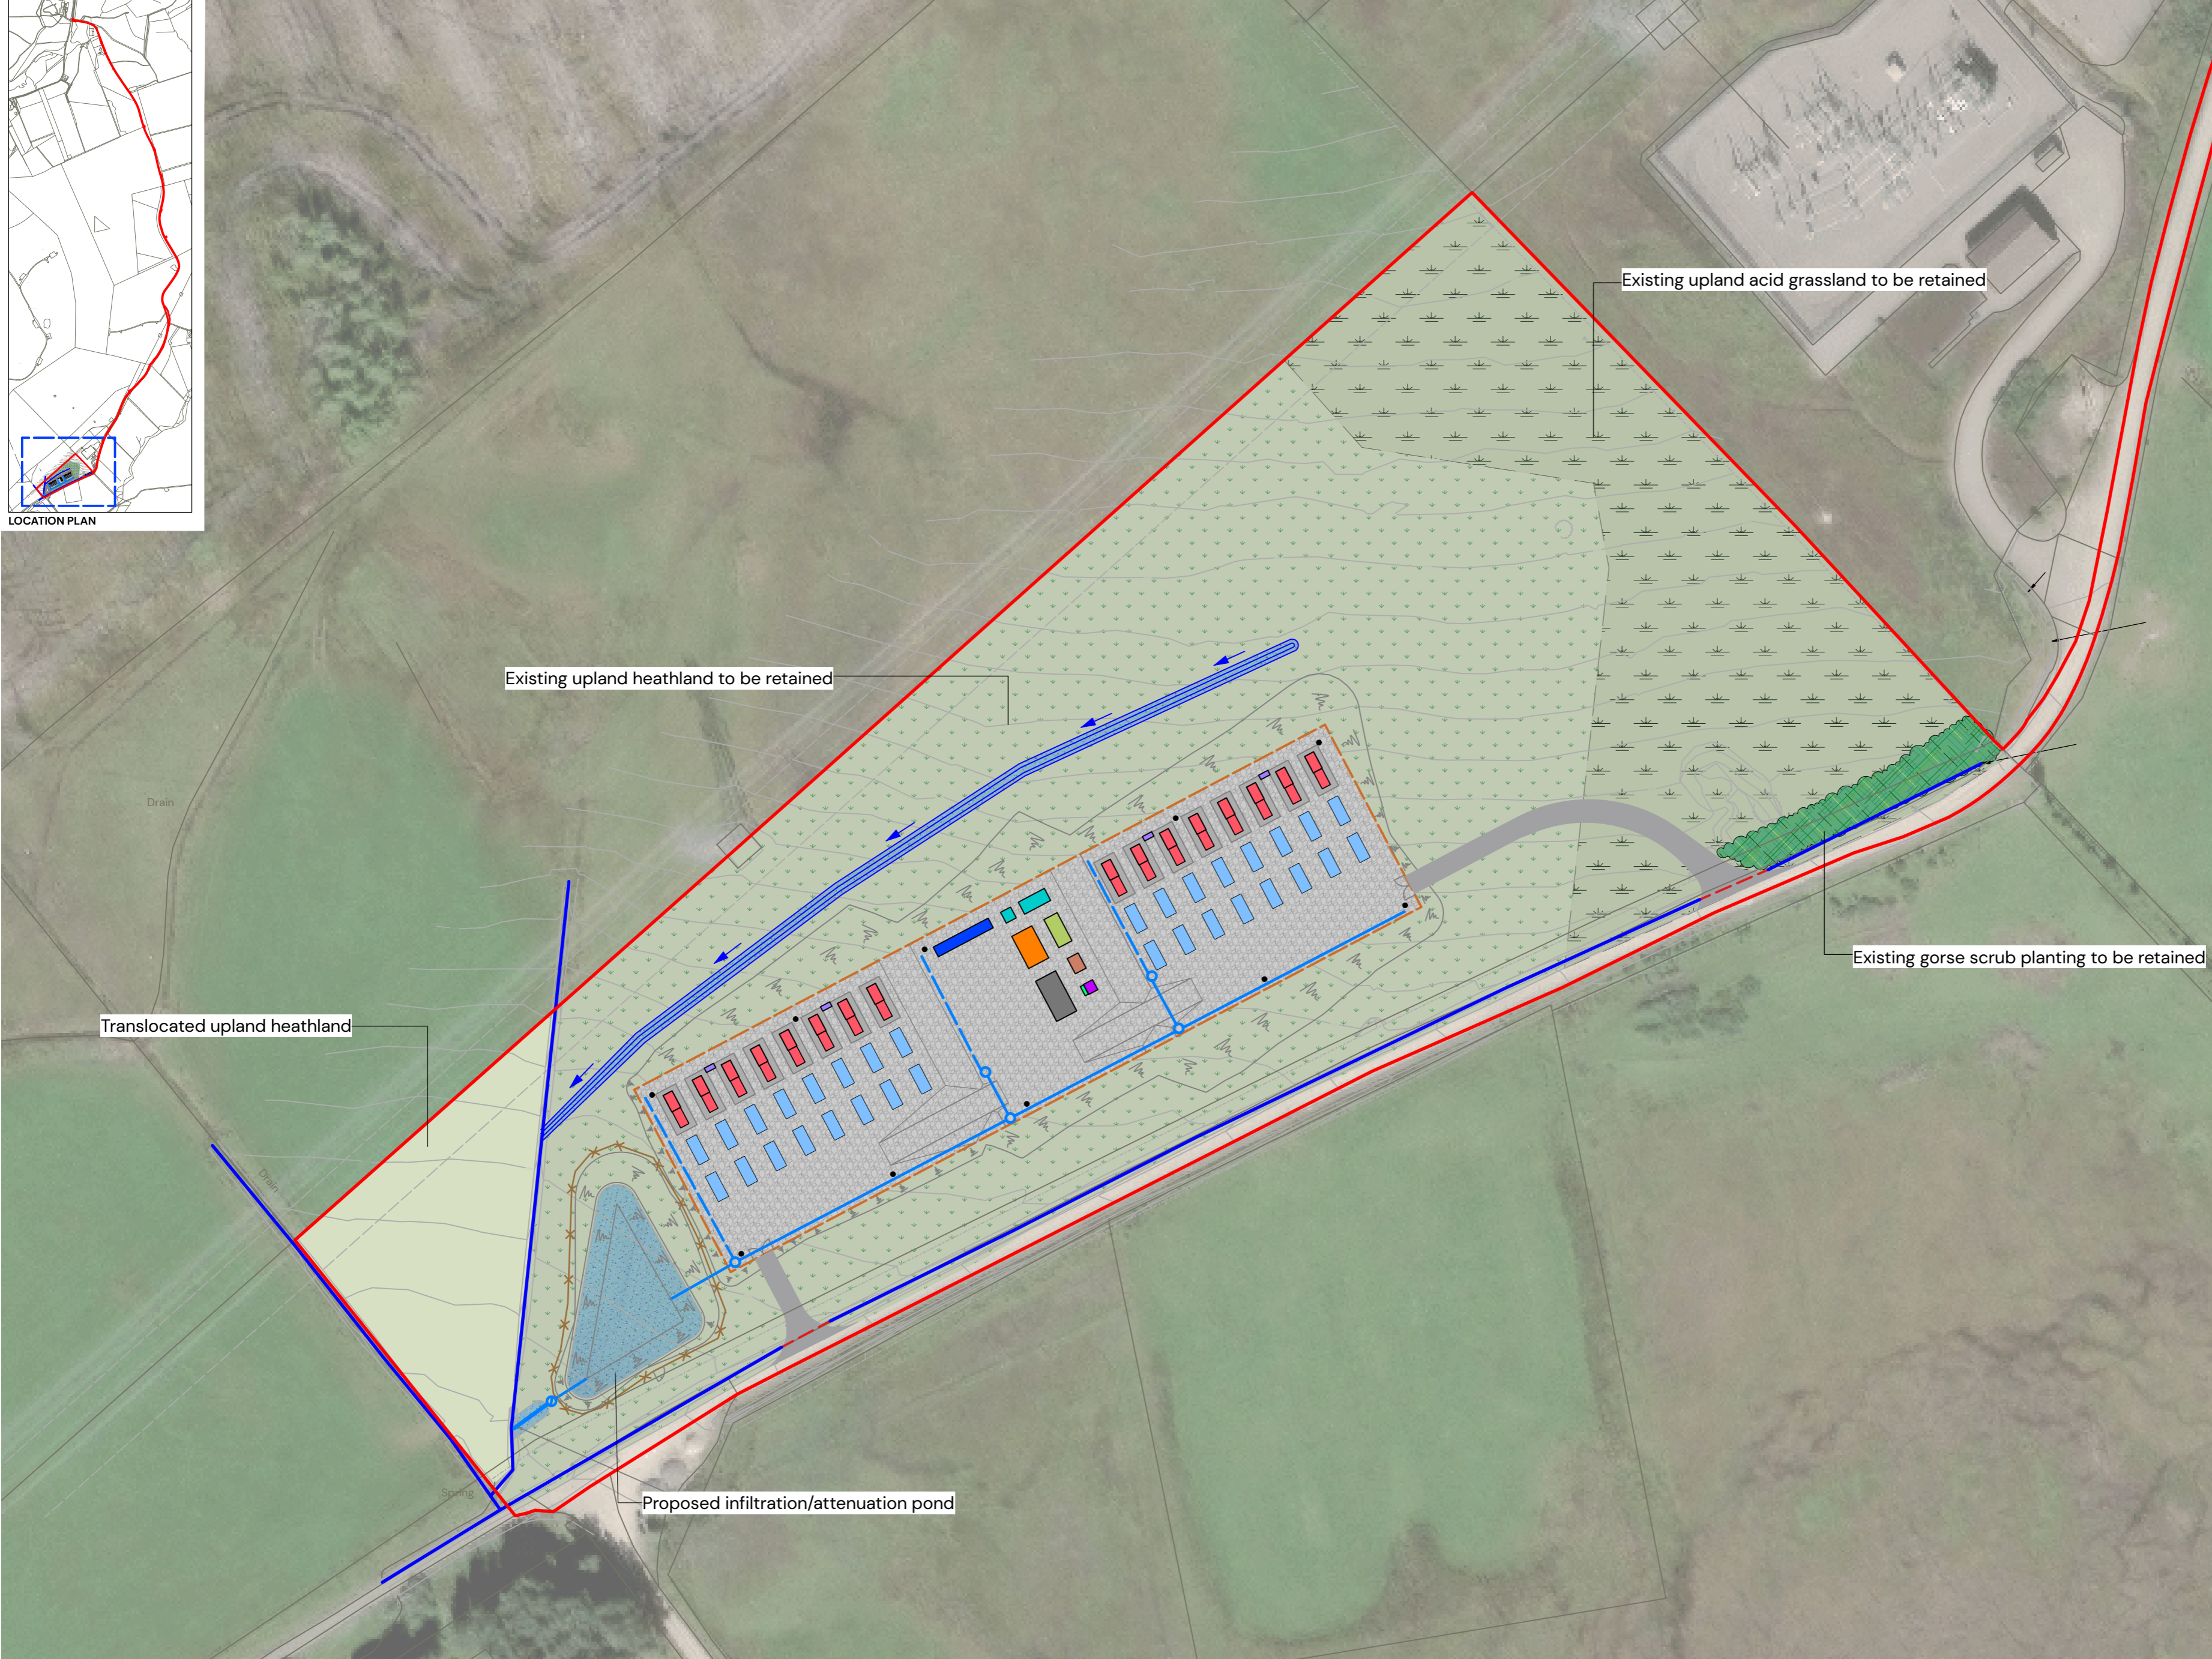 LOCATION PLAN
Existing upland acid grassland to be retained
Existing upland heathland to be retained
Drain
Existing gorse scrub planting to be retained
Translocated upland heathland
Drain
Spring
Proposed infiltration/attenuation pond